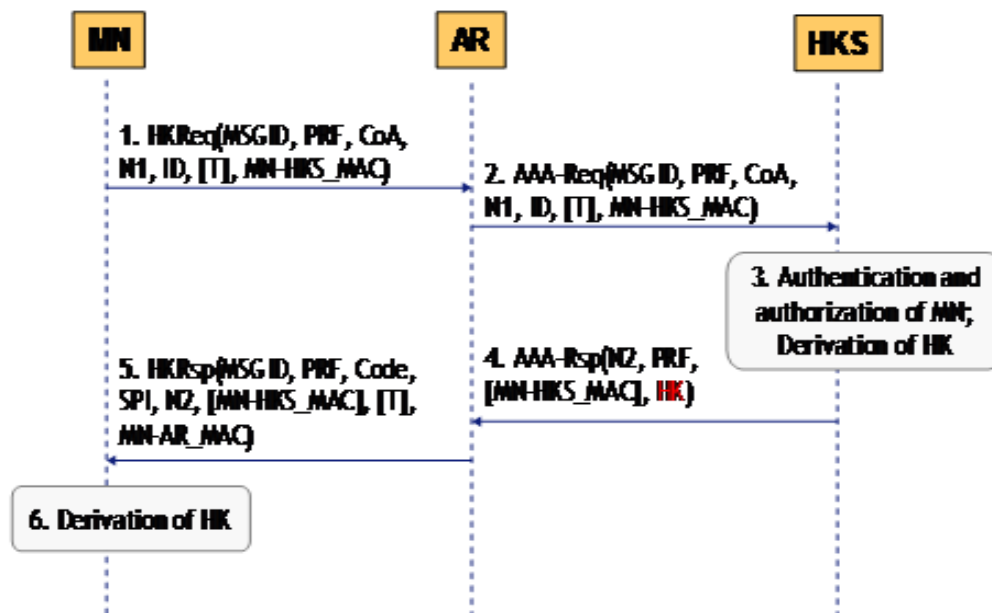 MN
AR
HKS
1. HKReq(MSGID, PRF, CoA,
N1, ID, [T], MN-HKS_MAC)
2. AAA-Req(MSGID, PRF, CoA,
N1, ID, [T], MN-HKS_MAC)
3. Authentication and
authorization of MN;
Derivation of HK
4. AAA-Rsp(N2, PRF,
[MN-HKS_MAC], HK)
5. HKRsp(MSGID, PRF, Code,
SPI, N2, [MN-HKS_MAC], [T],
MN-AR_MAC)
6. Derivation of HK